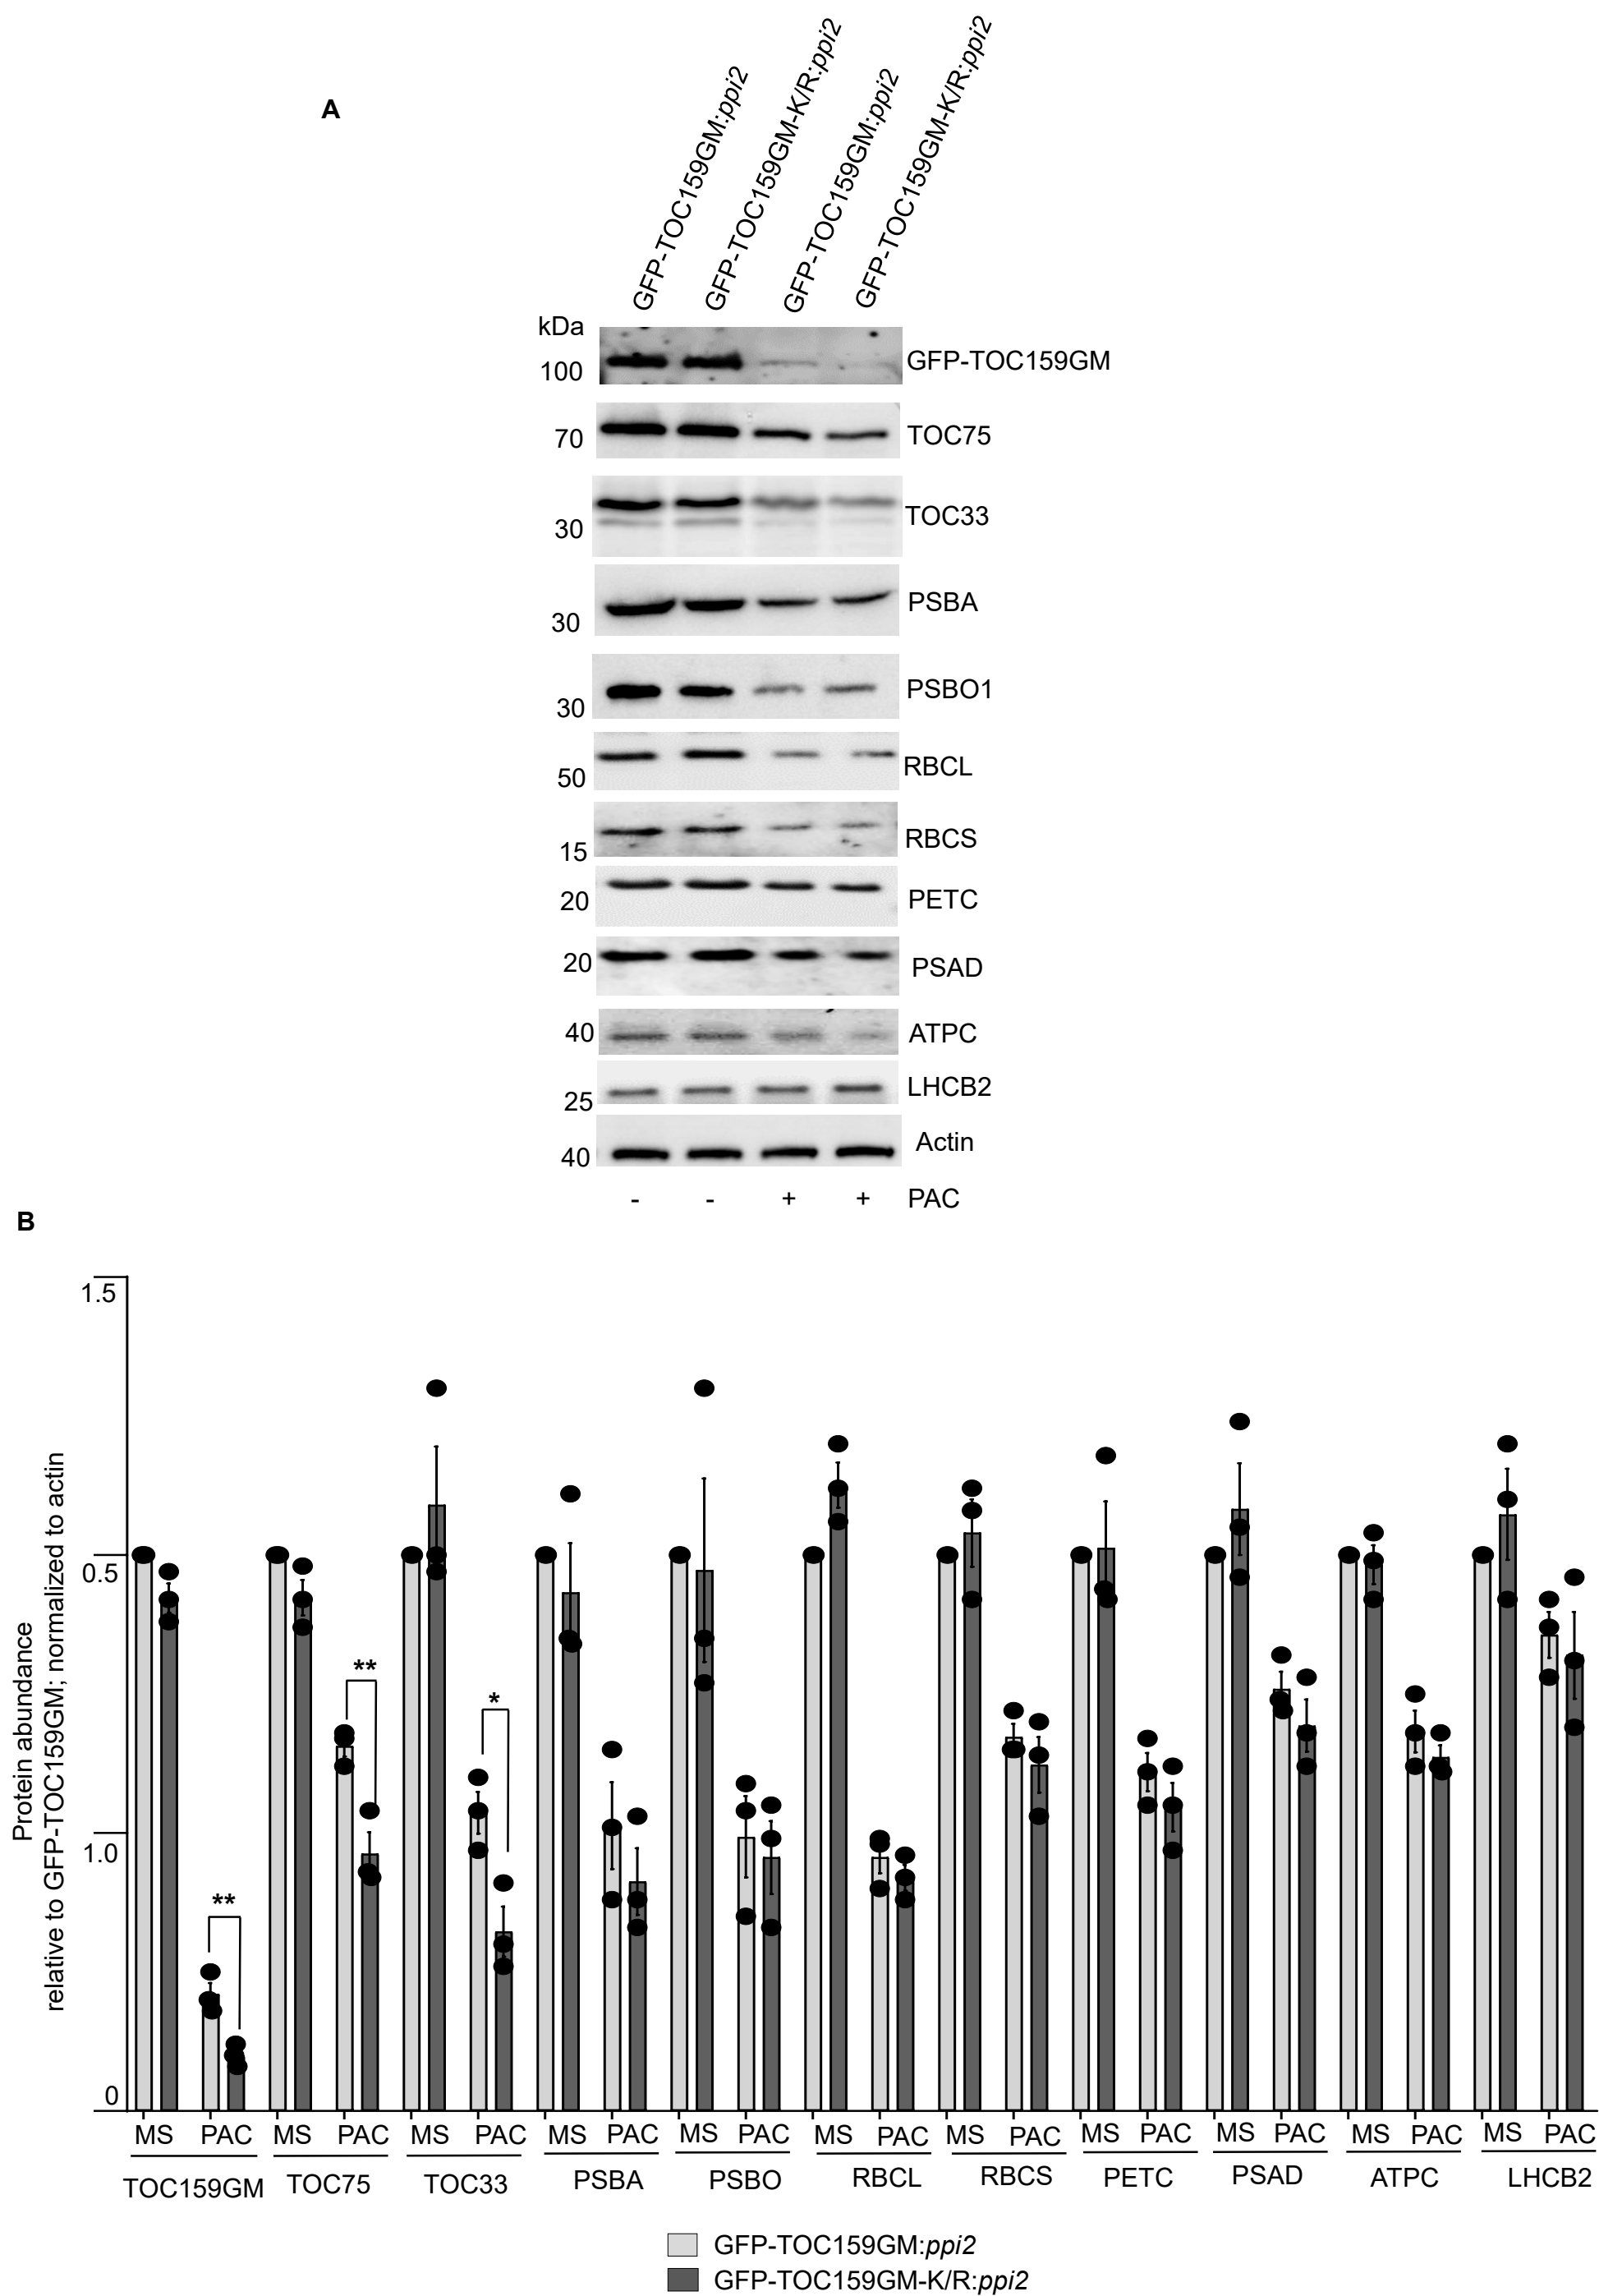 A
GFP-TOC159GM:ppi2
GFP-TOC159GM-K/R:ppi2
GFP-TOC159GM:ppi2
GFP-TOC159GM-K/R:ppi2
kDa
100 GFP-TOC159GM
70 TOC75
30 TOC33
30 PSBA
30 PSBO1
50 RBCL
15 RBCS
20 PETC
20 PSAD
40 ATPC
25 LHCB2
40 Actin
- - + + PAC
B
Protein abundance
relative to GFP-TOC159GM; normalized to actin
1.5
0.5
1.0
0
**
**
*
MS PAC MS PAC MS PAC MS PAC MS PAC MS PAC MS PAC MS PAC MS PAC MS PAC MS PAC
TOC159GM TOC75 TOC33 PSBA PSBO RBCL RBCS PETC PSAD ATPC LHCB2
GFP-TOC159GM:ppi2
GFP-TOC159GM-K/R:ppi2